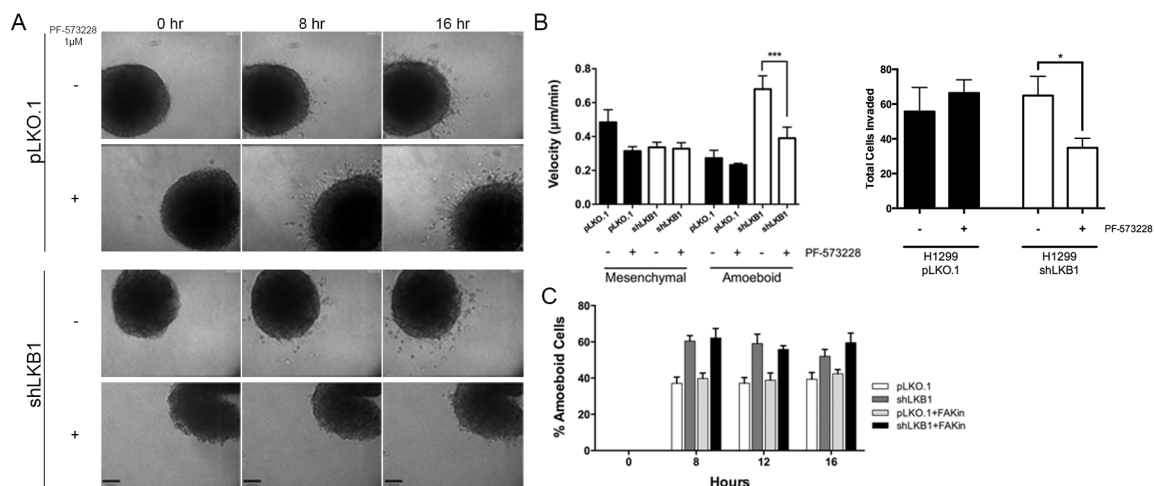 A
PF-573228
1µM
0 hr
8 hr
16 hr
pLKO.1
-
+
shLKB1
-
+
B
Velocity (µm/min)
0.8
0.6
0.4
0.2
0.0
***
pLKO.1
pLKO.1
shLKB1
shLKB1
pLKO.1
pLKO.1
shLKB1
shLKB1
- + - + - + - + PF-573228
Mesenchymal
Amoeboid
Total Cells Invaded
80
60
40
20
0
*
- + - + PF-573228
H1299
pLKO.1
H1299
shLKB1
C
% Amoeboid Cells
80
60
40
20
0
0
8
12
16
Hours
pLKO.1
shLKB1
pLKO.1+FAKin
shLKB1+FAKin